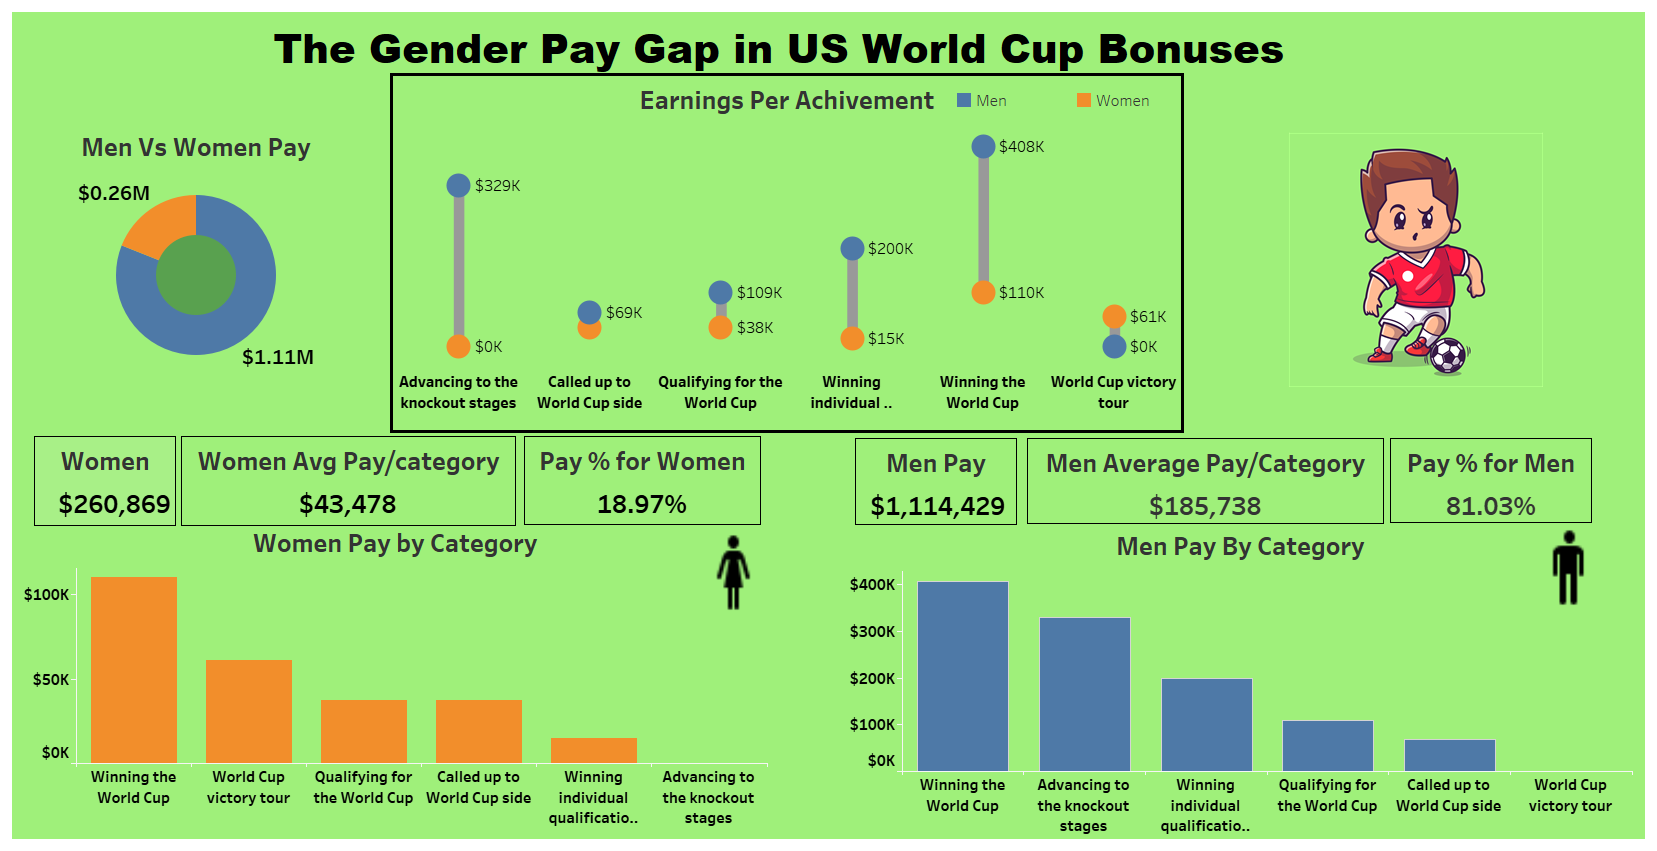 The Gender Pay Gap in US World Cup Bonuses
Earnings Per Achivement
Men
Women
Men Vs Women Pay
$0.26M
$1.11M
$329K
$0K
$69K
$109K
$38K
$200K
$15K
$408K
$110K
$61K
$0K
Advancing to the
knockout stages
Called up to
World Cup side
Qualifying for the
World Cup
Winning
individual ..
Winning the
World Cup
World Cup victory
tour
Women
$260,869
Women Avg Pay/category
$43,478
Pay % for Women
18.97%
Men Pay
$1,114,429
Men Average Pay/Category
$185,738
Pay % for Men
81.03%
Women Pay by Category
$100K
$50K
$0K
Winning the
World Cup
World Cup
victory tour
Qualifying for
the World Cup
Called up to
World Cup side
Winning
individual
qualificatio..
Advancing to
the knockout
stages
Men Pay By Category
$400K
$300K
$200K
$100K
$0K
Winning the
World Cup
Advancing to
the knockout
stages
Winning
individual
qualificatio..
Qualifying for
the World Cup
Called up to
World Cup side
World Cup
victory tour